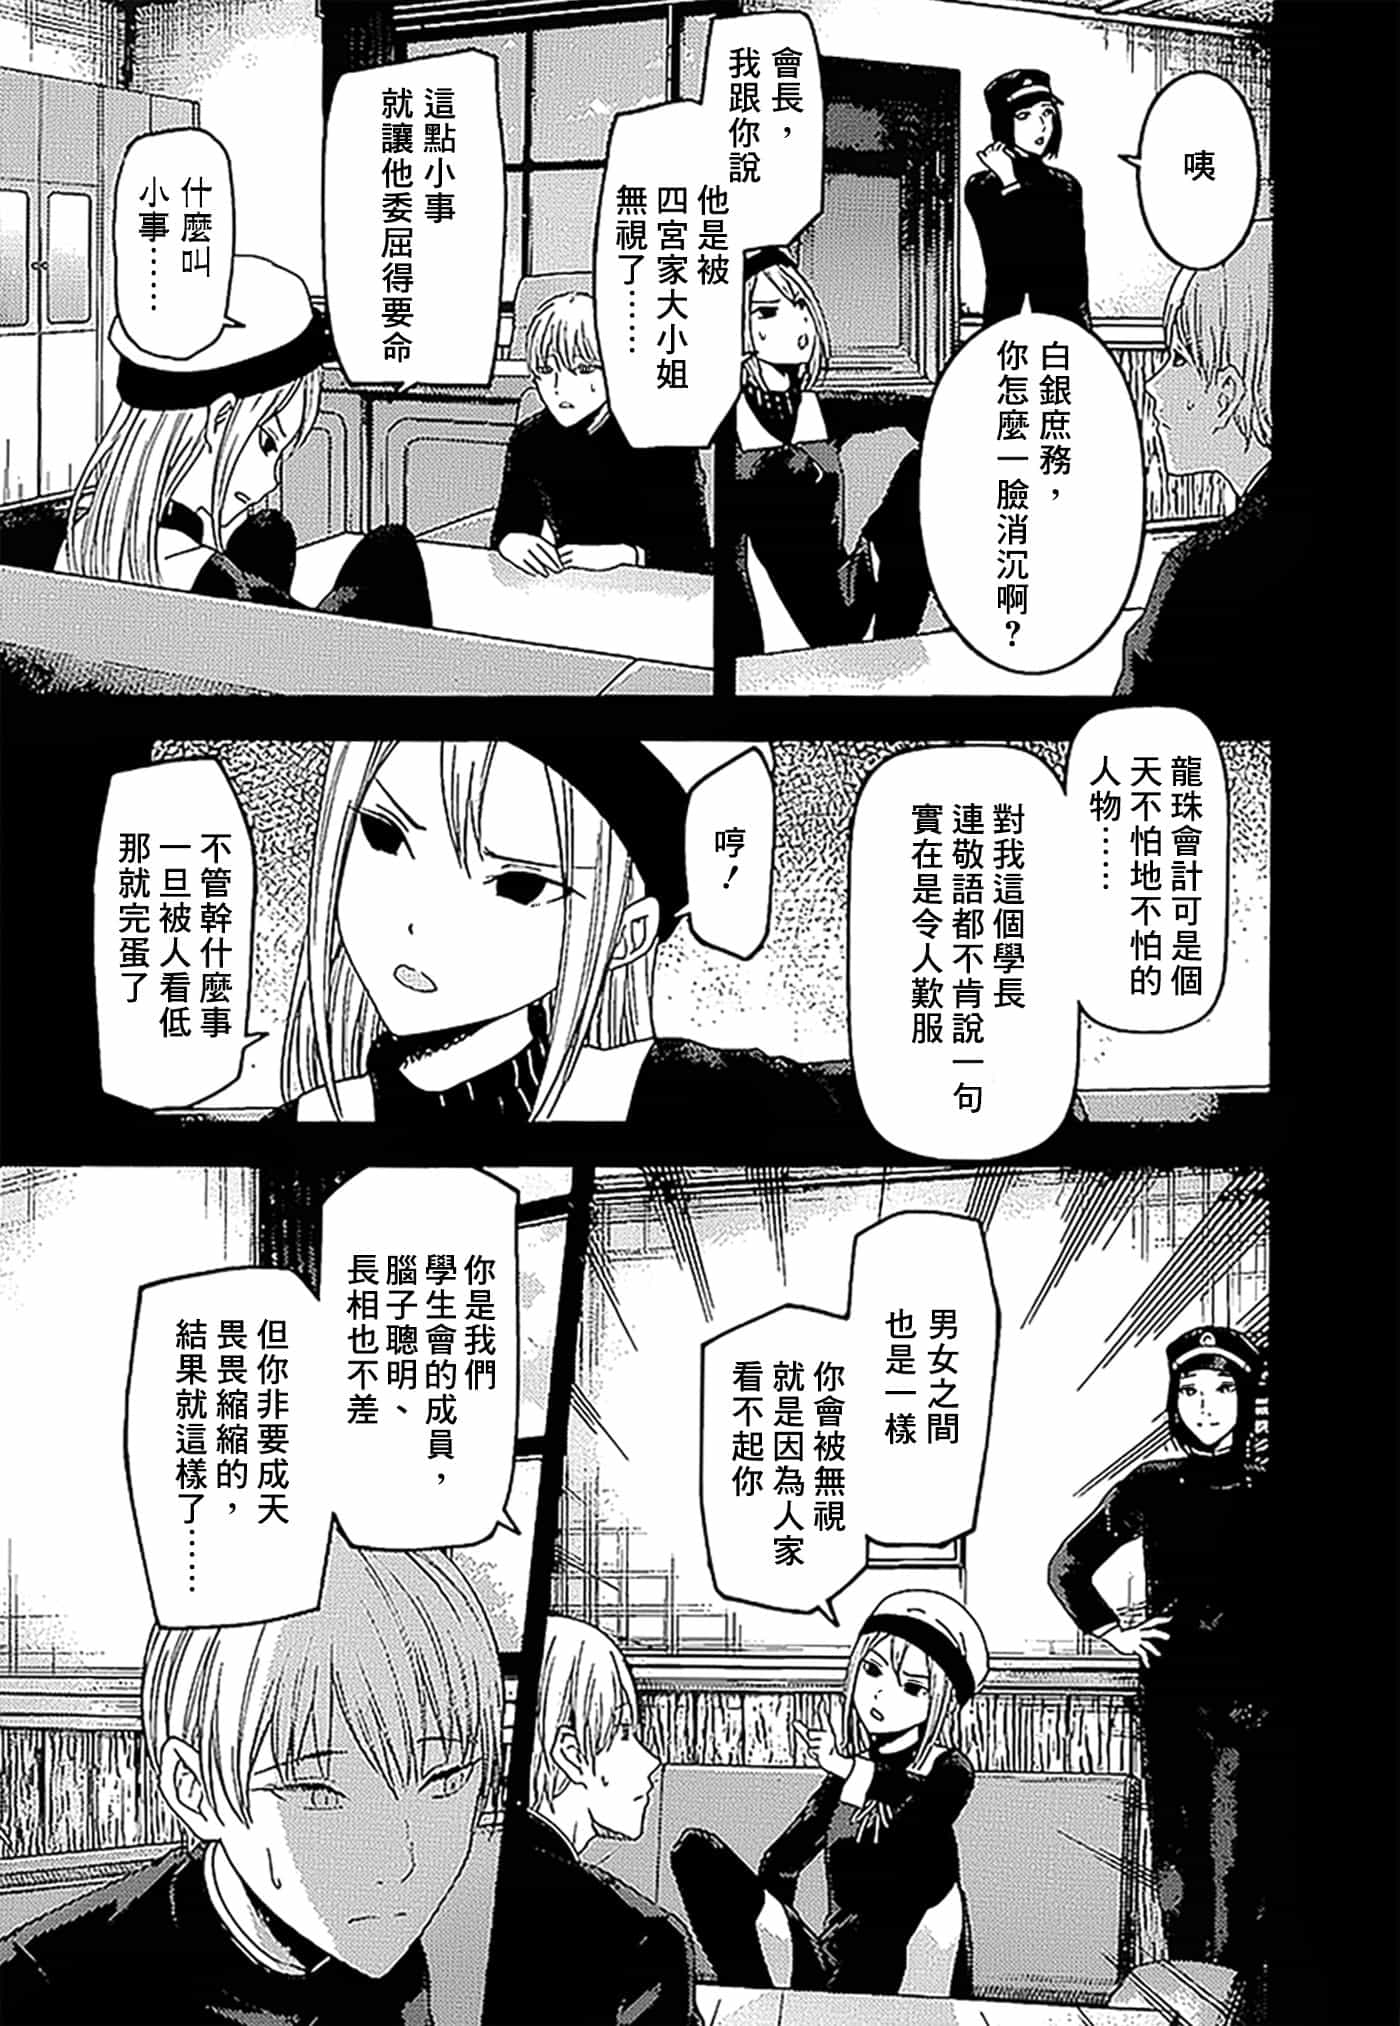 咦
白銀庶務，
你怎麼一臉消沉啊？
會長，
我跟你說
他是被
四宮家大小姐
無視了……
這點小事
就讓他委屈得要命
什麼叫
小事……
龍珠會計可是個
天不怕地不怕的
人物……
對我這個學長
連敬語都不肯說一句
實在是令人歎服
哼！
不管幹什麼事
一旦被人看低
那就完蛋了
男女之間
也是一樣
你會被無視
就是因為人家
看不起你
你是我們
學生會的成員，
腦子聰明、
長相也不差
但你非要成天
畏畏縮縮的，
結果就這樣了……